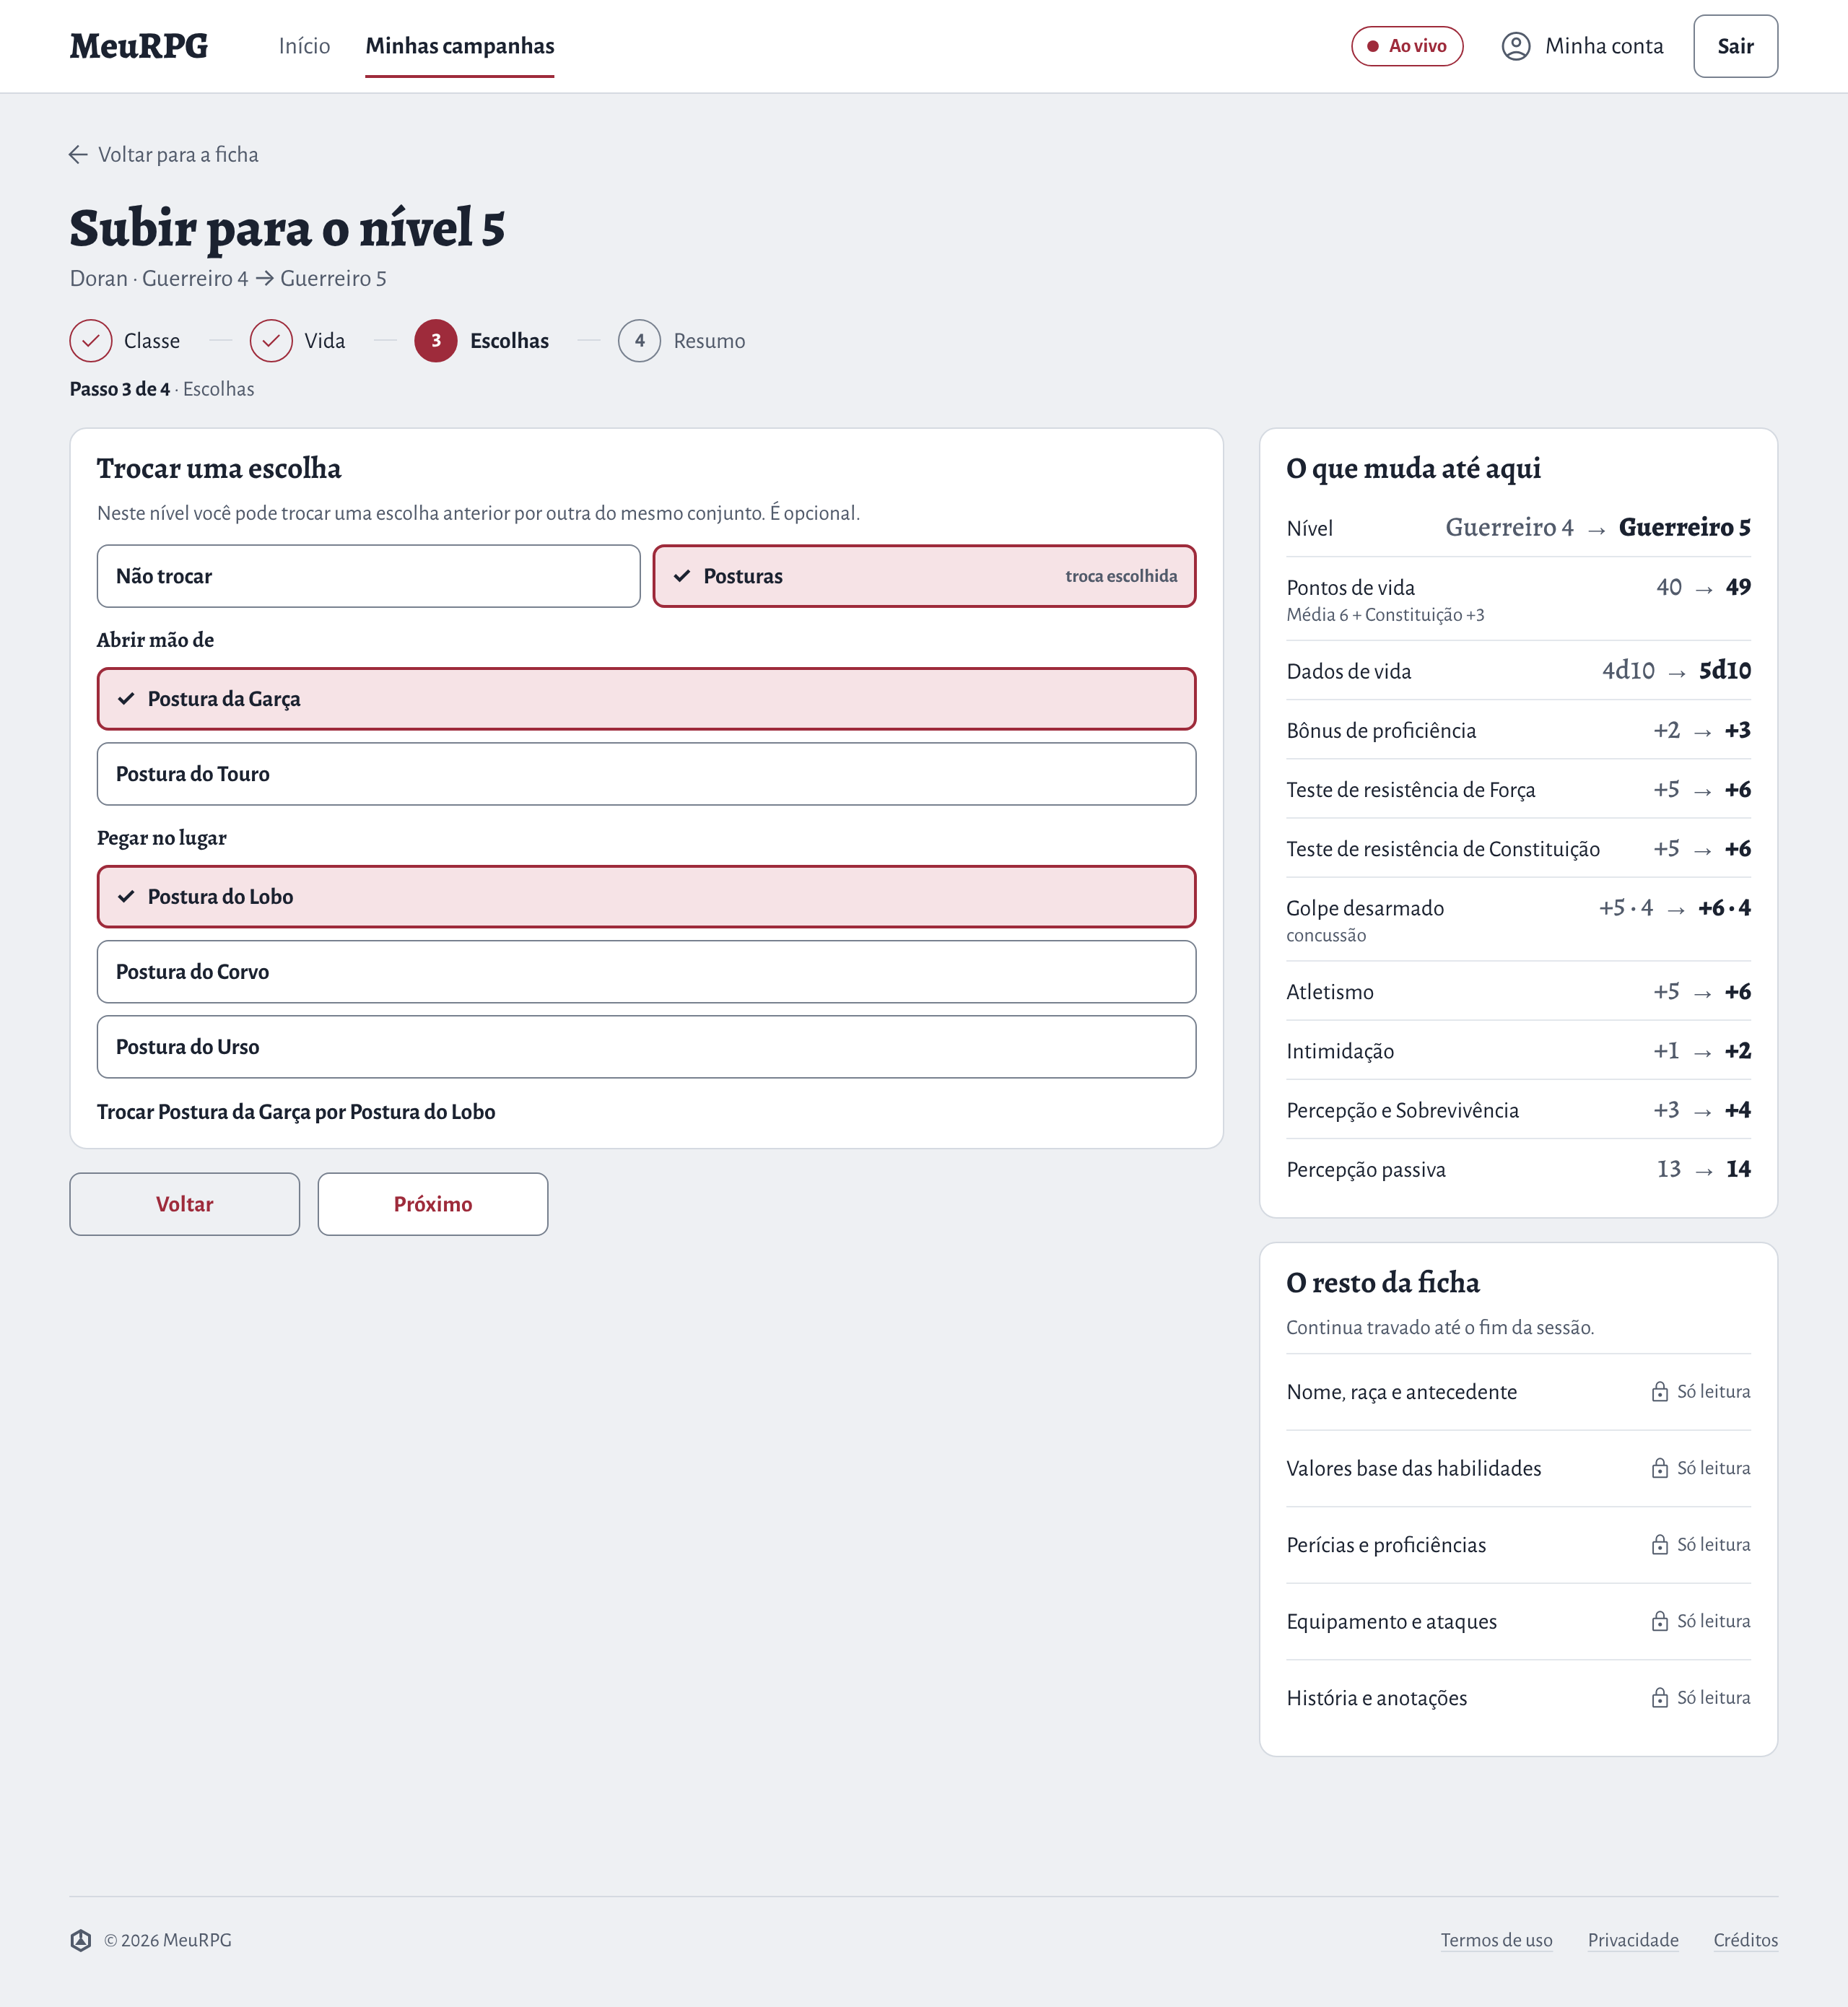 MeuRPG
Início
Minhas campanhas
Ao vivo
Minha conta
Sair
← Voltar para a ficha
Subir para o nível 5
Doran · Guerreiro 4 → Guerreiro 5
Classe
Vida
3 Escolhas
4 Resumo
Passo 3 de 4 · Escolhas
Trocar uma escolha
Neste nível você pode trocar uma escolha anterior por outra do mesmo conjunto. É opcional.
Não trocar
Posturas troca escolhida
Abrir mão de
Postura da Garça
Postura do Touro
Pegar no lugar
Postura do Lobo
Postura do Corvo
Postura do Urso
Trocar Postura da Garça por Postura do Lobo
Voltar
Próximo
O que muda até aqui
Nível Guerreiro 4 → Guerreiro 5
Pontos de vida 40 → 49
Média 6 + Constituição +3
Dados de vida 4d10 → 5d10
Bônus de proficiência +2 → +3
Teste de resistência de Força +5 → +6
Teste de resistência de Constituição +5 → +6
Golpe desarmado +5 · 4 → +6 · 4
concussão
Atletismo +5 → +6
Intimidação +1 → +2
Percepção e Sobrevivência +3 → +4
Percepção passiva 13 → 14
O resto da ficha
Continua travado até o fim da sessão.
Nome, raça e antecedente Só leitura
Valores base das habilidades Só leitura
Perícias e proficiências Só leitura
Equipamento e ataques Só leitura
História e anotações Só leitura
© 2026 MeuRPG
Termos de uso
Privacidade
Créditos